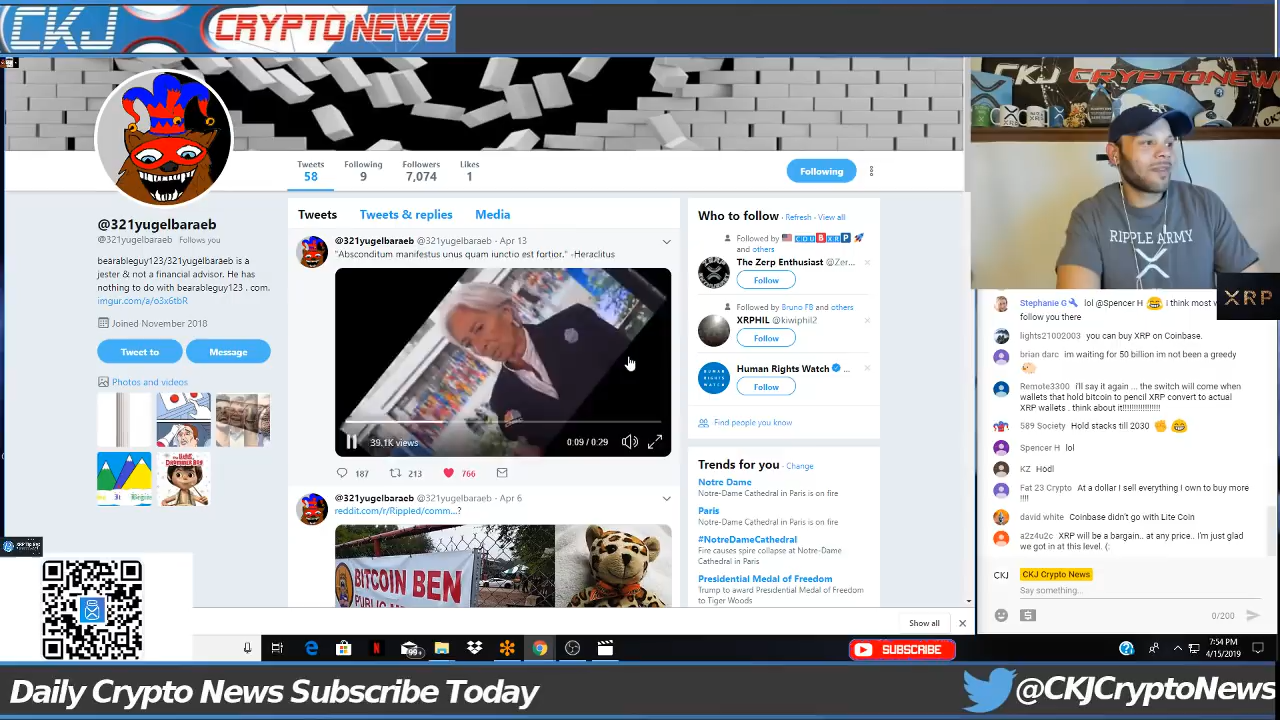 CKJ CRYPTO NEWS
CKJ CRYPTONEWS
Tweets
58
Following
9
Followers
7,074
Likes
1
Following
@321yugelbaraeb
@321yugelbaraeb Follows you
bearableguy123/321yugelbaraeb is a
jester & not a financial advisor. He has
nothing to do with bearableguy123 . com.
imgur.com/a/o3x6tbR
Joined November 2018
Tweet to
Message
Photos and videos
Tweets
Tweets & replies
Media
@321yugelbaraeb @321yugelbaraeb · Apr 13
"Absconditum manifestus unus quam iunctio est fortior." -Heraclitus
39.1K views
0:09 / 0:29
187
213
766
@321yugelbaraeb @321yugelbaraeb · Apr 6
reddit.com/r/Rippled/comm...?
BITCOIN BEN
Who to follow · Refresh · View all
Followed by
and others
The Zerp Enthusiast @Zer...
Follow
Followed by Bruno FB and others
XRPHIL @kiwiphil2
Follow
Human Rights Watch ...
Follow
Find people you know
Trends for you · Change
Notre Dame
Notre-Dame Cathedral in Paris is on fire
Paris
Notre-Dame Cathedral in Paris is on fire
#NotreDameCathedral
Fire causes spire collapse at Notre-Dame
Cathedral in Paris
Presidential Medal of Freedom
Trump to award Presidential Medal of Freedom
to Tiger Woods
RIPPLE ARMY
XRP
Stephanie G lol @Spencer H 😂 I think most
follow you there
lights21002003 you can buy XRP on Coinbase.
brian darc im waiting for 50 billion im not been a greedy
Remote3300 i'll say it again ... the switch will come when
wallets that hold bitcoin to pencil XRP convert to actual
XRP wallets . think about it!!!!!!!!!!!!!!!!!
589 Society Hold stacks till 2030
Spencer H lol
KZ Hodl
Fat 23 Crypto At a dollar I sell everything I own to buy more
!!!!
david white Coinbase didn't go with Lite Coin
a2z4u2c XRP will be a bargain.. at any price.. I'm just glad
we got in at this level. (:
CKJ CKJ Crypto News
Say something...
0/200
Show all
99+
SUBSCRIBE
7:54 PM
4/15/2019
Daily Crypto News Subscribe Today
@CKJCryptoNews